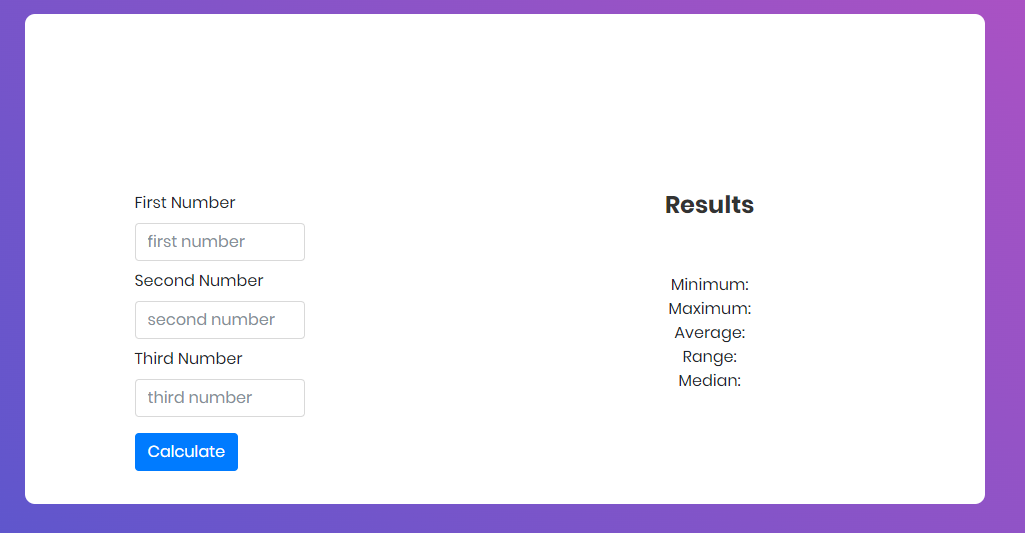 First Number
first number
Second Number
second number
Third Number
third number
Calculate
Results
Minimum:
Maximum:
Average:
Range:
Median: